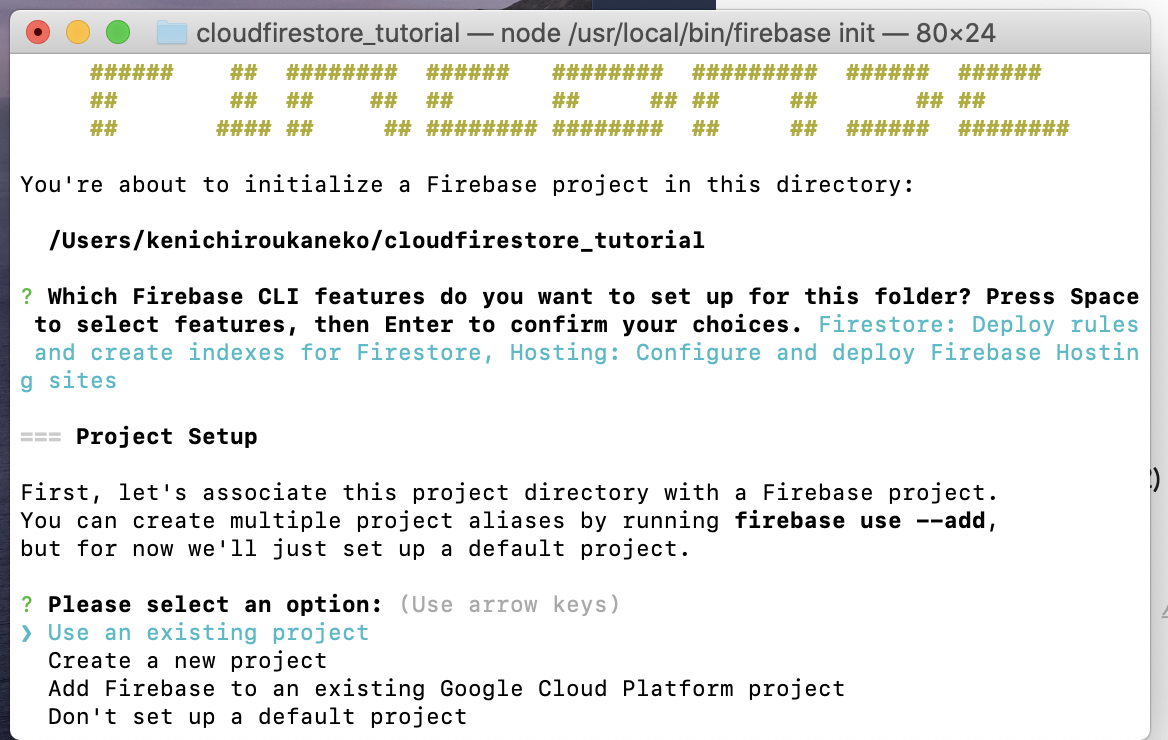 cloudfirestore_tutorial — node /usr/local/bin/firebase init — 80×24
######    ##  ########  ######   ########  #########  ######  ######
##        ##  ##    ##  ##       ##     ## ##     ##       ## ##
##       #### ##     ## ######## ########  ##     ##  ######  ########
You're about to initialize a Firebase project in this directory:
/Users/kenichiroukaneko/cloudfirestore_tutorial
? Which Firebase CLI features do you want to set up for this folder? Press Space
to select features, then Enter to confirm your choices. Firestore: Deploy rules
and create indexes for Firestore, Hosting: Configure and deploy Firebase Hostin
g sites
=== Project Setup
First, let's associate this project directory with a Firebase project.
You can create multiple project aliases by running firebase use --add,
but for now we'll just set up a default project.
? Please select an option: (Use arrow keys)
❯ Use an existing project
Create a new project
Add Firebase to an existing Google Cloud Platform project
Don't set up a default project